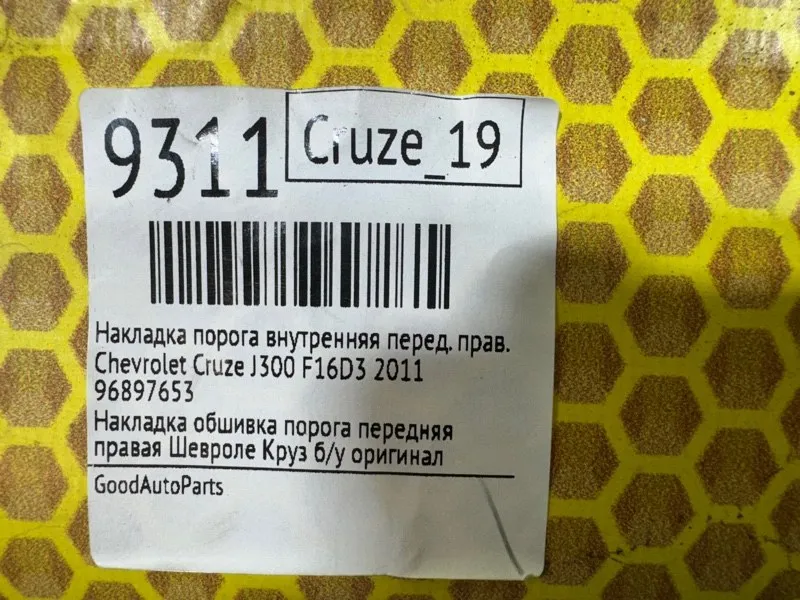 9311
Cruze_19
Накладка порога внутренняя перед. прав.
Chevrolet Cruze J300 F16D3 2011
96897653
Накладка обшивка порога передняя
правая Шевроле Круз б/у оригинал
GoodAutoParts